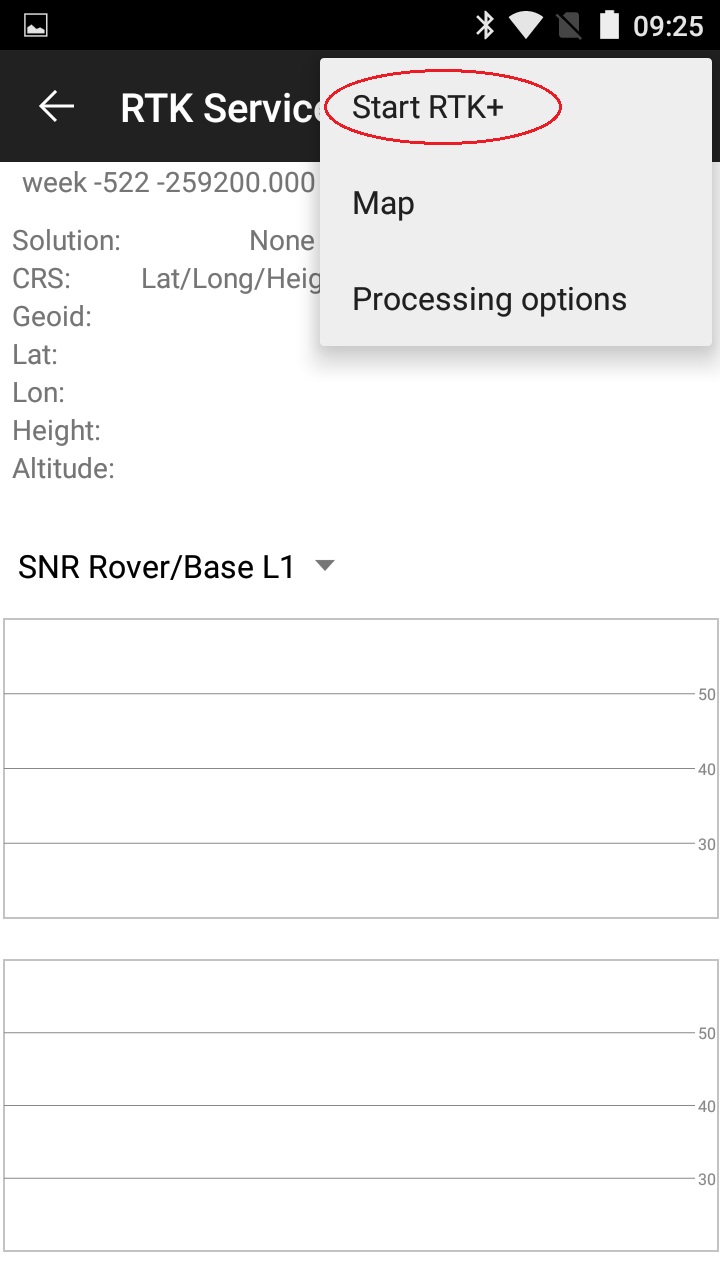 09:25
RTK Service
Start RTK+
Map
Processing options
week -522 -259200.000
Solution: None
CRS: Lat/Long/Heig
Geoid:
Lat:
Lon:
Height:
Altitude:
SNR Rover/Base L1
50
40
30
50
40
30